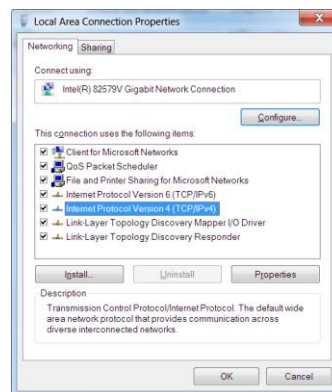 Local Area Connection Properties
Networking
Sharing
Connect using:
Intel(R) 82579V Gigabit Network Connection
Configure...
This connection uses the following items:
Client for Microsoft Networks
QoS Packet Scheduler
File and Printer Sharing for Microsoft Networks
Internet Protocol Version 6 (TCP/IPv6)
Internet Protocol Version 4 (TCP/IPv4)
Link-Layer Topology Discovery Mapper I/O Driver
Link-Layer Topology Discovery Responder
Install...
Uninstall
Properties
Description
Transmission Control Protocol/Internet Protocol. The default wide
area network protocol that provides communication across
diverse interconnected networks.
OK
Cancel